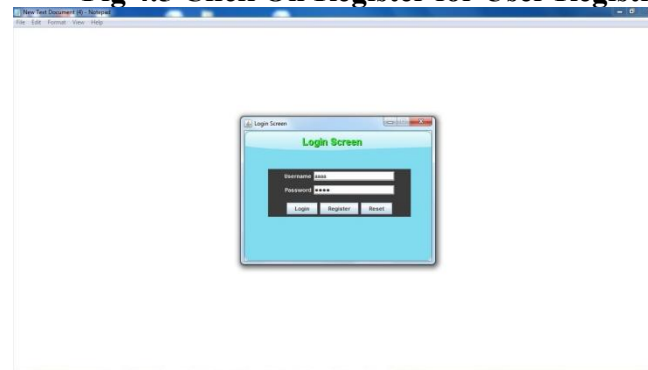 Fig 4.3 Click On Register for User Registr
New Text Document (4) - Notepad
File Edit Format View Help
Login Screen
Login Screen
Username ssss
Password ****
Login Register Reset